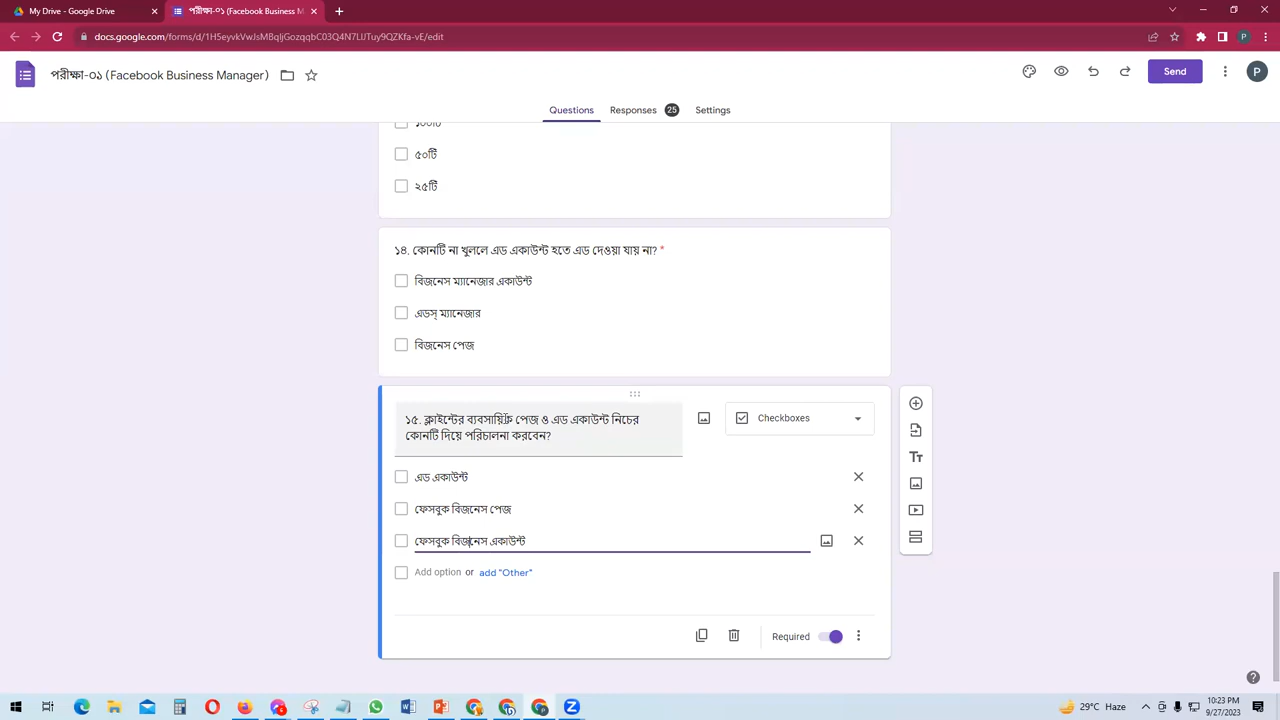 My Drive - Google Drive
পরীক্ষা-০১ (Facebook Business M
docs.google.com/forms/d/
পরীক্ষা-০১ (Facebook Business Manager)
Send
P
Questions
Responses 25
Settings
১০০টি
৫০টি
২৫টি
১৪. কোনটি না খুললে এড একাউন্ট হতে এড দেওয়া যায় না? *
বিজনেস ম্যানেজার একাউন্ট
এডস্ ম্যানেজার
বিজনেস পেজ
১৫. ক্লাইন্টের ব্যবসায়িক পেজ ও এড একাউন্ট নিচের
কোনটি দিয়ে পরিচালনা করবেন?
Checkboxes
এড একাউন্ট
ফেসবুক বিজনেস পেজ
ফেসবুক বিজনেস একাউন্ট
Add option or add "Other"
Required
29°C Haze
10:23 PM
9/27/2023